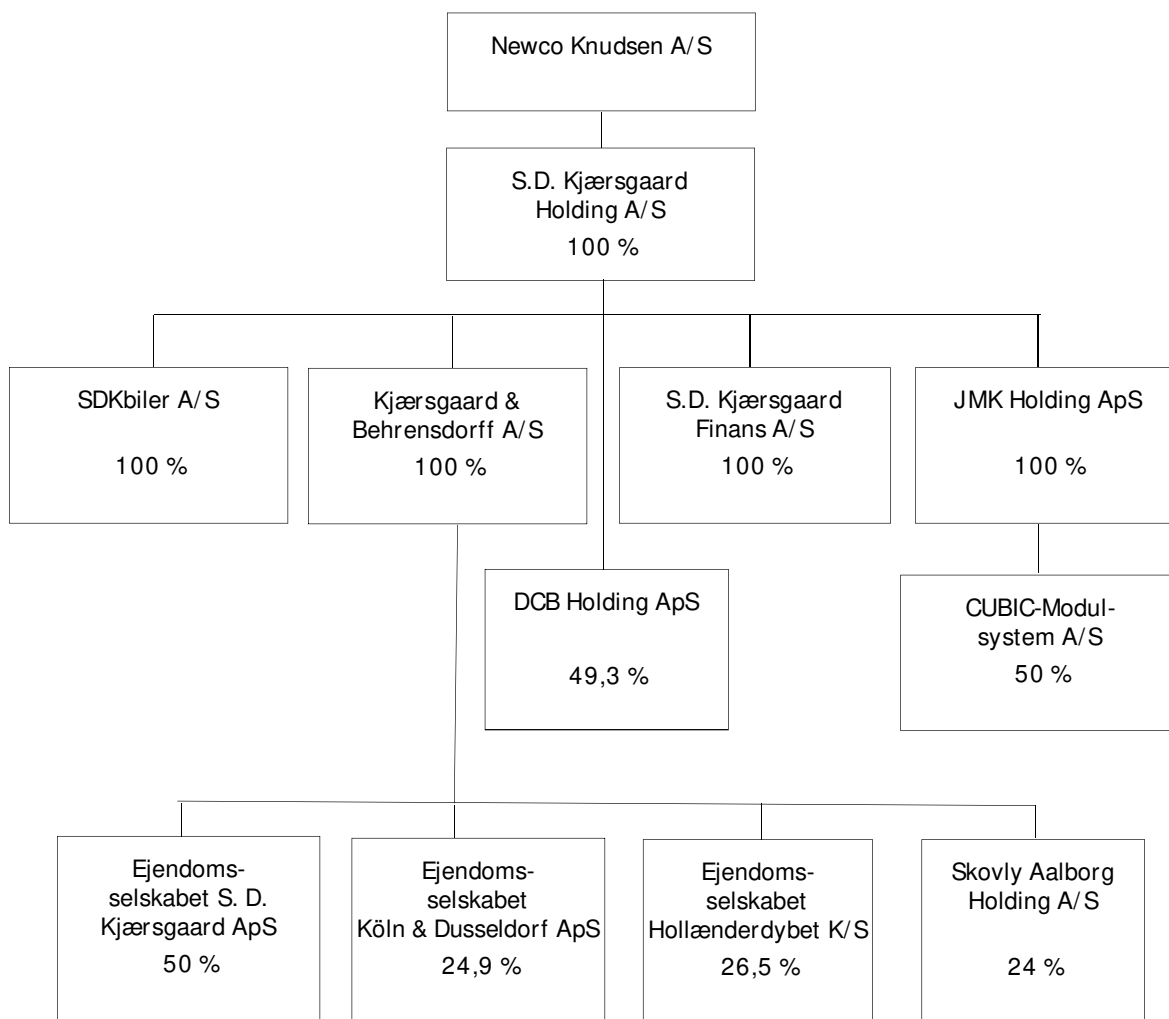 Newco Knudsen A/S
S.D. Kjærsgaard
Holding A/S
100 %
SDKbiler A/S
100 %
Kjærsgaard &
Behrensdorff A/S
100 %
S.D. Kjærsgaard
Finans A/S
100 %
JMK Holding ApS
100 %
DCB Holding ApS
49,3 %
CUBIC-Modul-
system A/S
50 %
Ejendoms-
selskabet S. D.
Kjærsgaard ApS
50 %
Ejendoms-
selskabet
Köln & Dusseldorf ApS
24,9 %
Ejendoms-
selskabet
Hollænderdybet K/S
26,5 %
Skovly Aalborg
Holding A/S
24 %